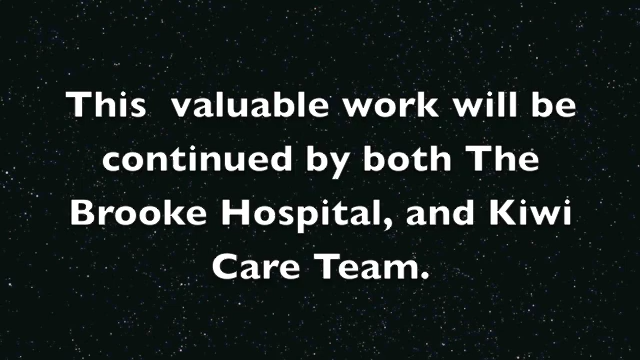 This  valuable work will be
continued by both The
Brooke Hospital, and Kiwi
Care Team.